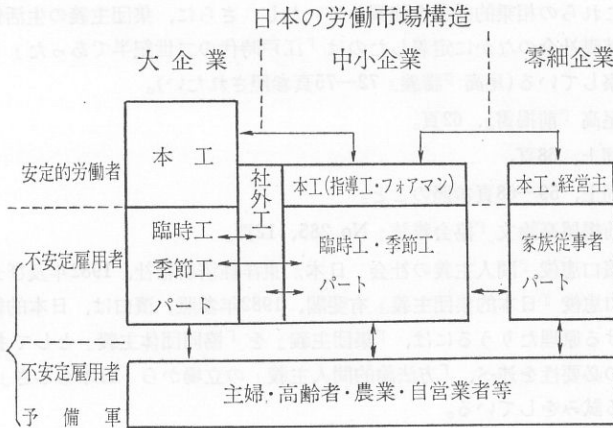 日本の労働市場構造
大企業
中小企業
零細企業
安定的労働者
本工
社外工
本工(指導工・フォアマン)
本工・経営主
不安定雇用者
臨時工
季節工
パート
臨時工・季節工
パート
家族従事者
パート
不安定雇用者
予備軍
主婦・高齢者・農業・自営業者等